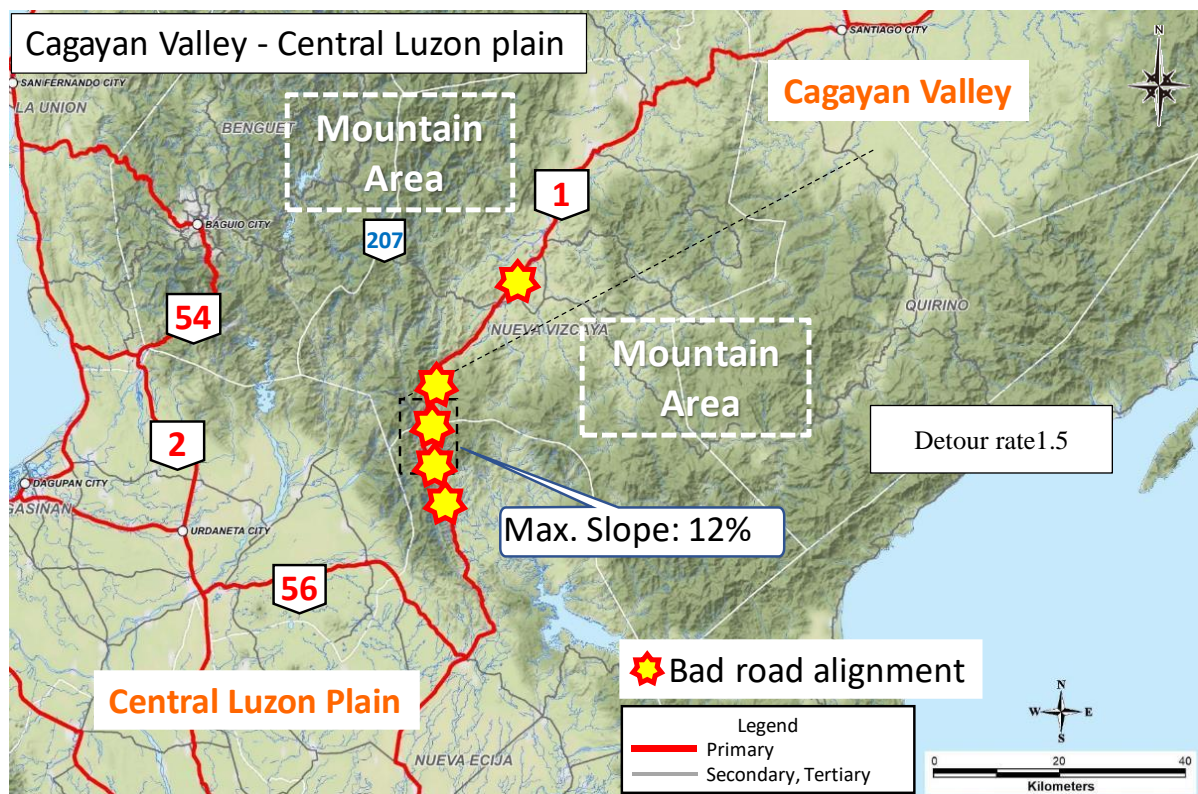 Cagayan Valley - Central Luzon plain
SANTIAGO CITY
SAN FERNANDO CITY
LA UNION
Cagayan Valley
N
BENGUET
Mountain
Area
1
BAGUIO CITY
207
QUIRINO
54
NUEVA VIZCAYA
Mountain
Area
2
Detour rate1.5
DAGUPAN CITY
GASINAN
URDANETA CITY
Max. Slope: 12%
56
Bad road alignment
Central Luzon Plain
N
W
E
S
Legend
Primary
Secondary, Tertiary
NUEVA ECIJA
0
20
40
Kilometers